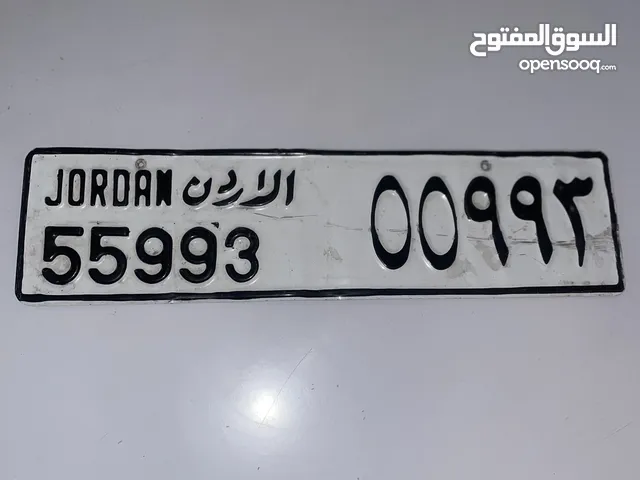 السوق المفتوح
opensooq.com
JORDAN الاردن
55993
٥٥٩٩٣